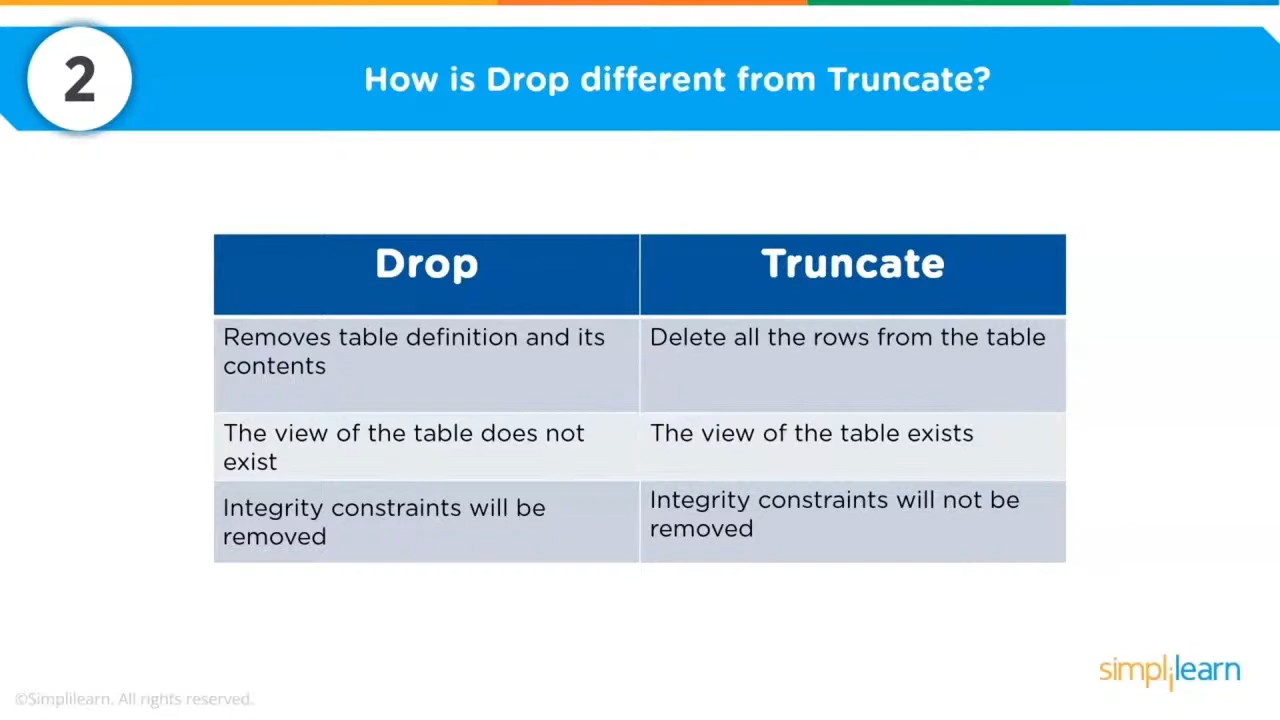 2
How is Drop different from Truncate?
Drop
Truncate
Removes table definition and its
contents
Delete all the rows from the table
The view of the table does not
exist
The view of the table exists
Integrity constraints will be
removed
Integrity constraints will not be
removed
simplilearn
©Simplilearn. All rights reserved.